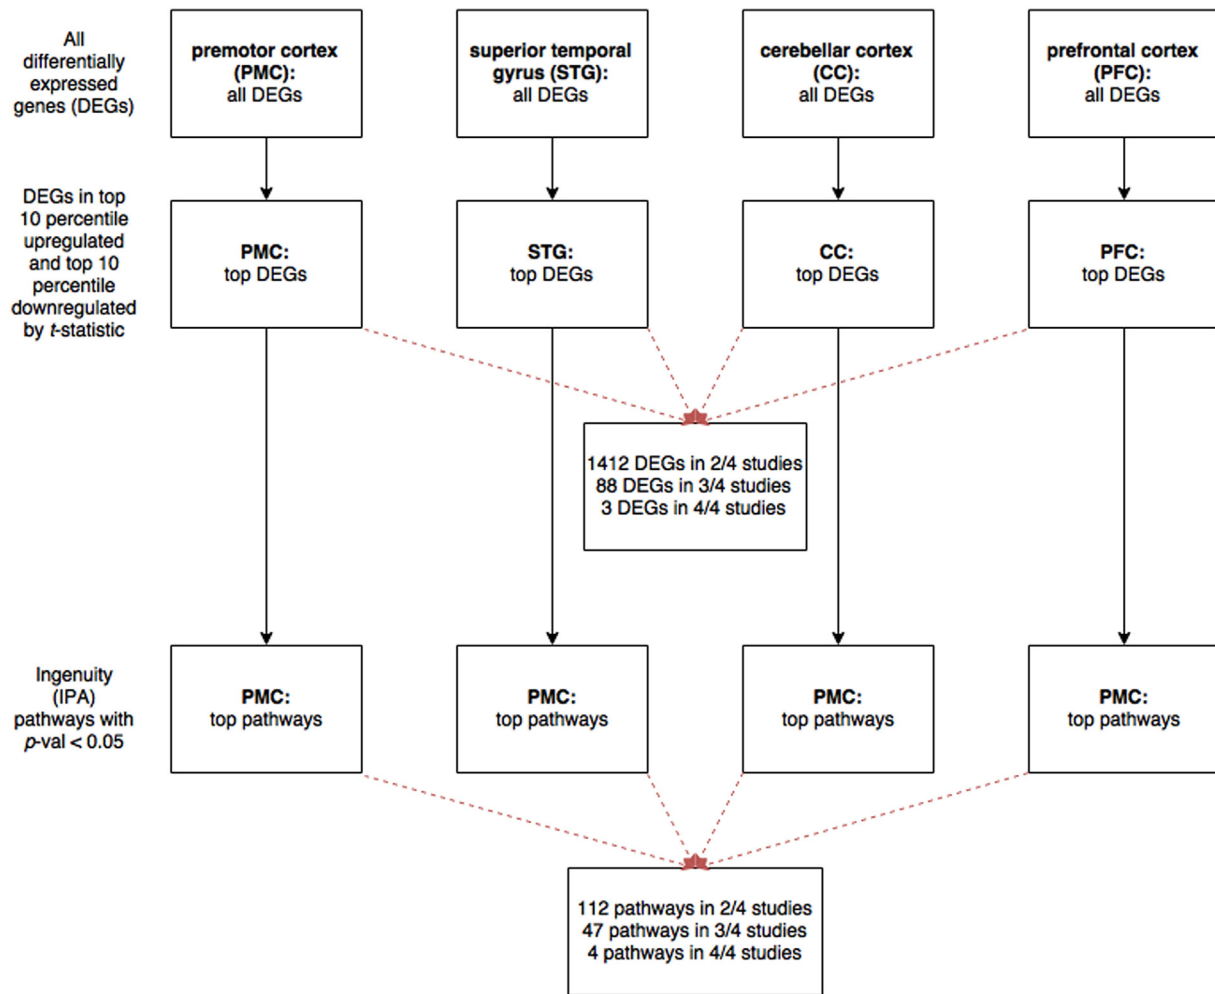 All
differentially
expressed
genes (DEGs)
premotor cortex
(PMC):
all DEGs
superior temporal
gyrus (STG):
all DEGs
cerebellar cortex
(CC):
all DEGs
prefrontal cortex
(PFC):
all DEGs
DEGs in top
10 percentile
upregulated
and top 10
percentile
downregulated
by t-statistic
PMC:
top DEGs
STG:
top DEGs
CC:
top DEGs
PFC:
top DEGs
1412 DEGs in 2/4 studies
88 DEGs in 3/4 studies
3 DEGs in 4/4 studies
Ingenuity
(IPA)
pathways with
p-val < 0.05
PMC:
top pathways
PMC:
top pathways
PMC:
top pathways
PMC:
top pathways
112 pathways in 2/4 studies
47 pathways in 3/4 studies
4 pathways in 4/4 studies